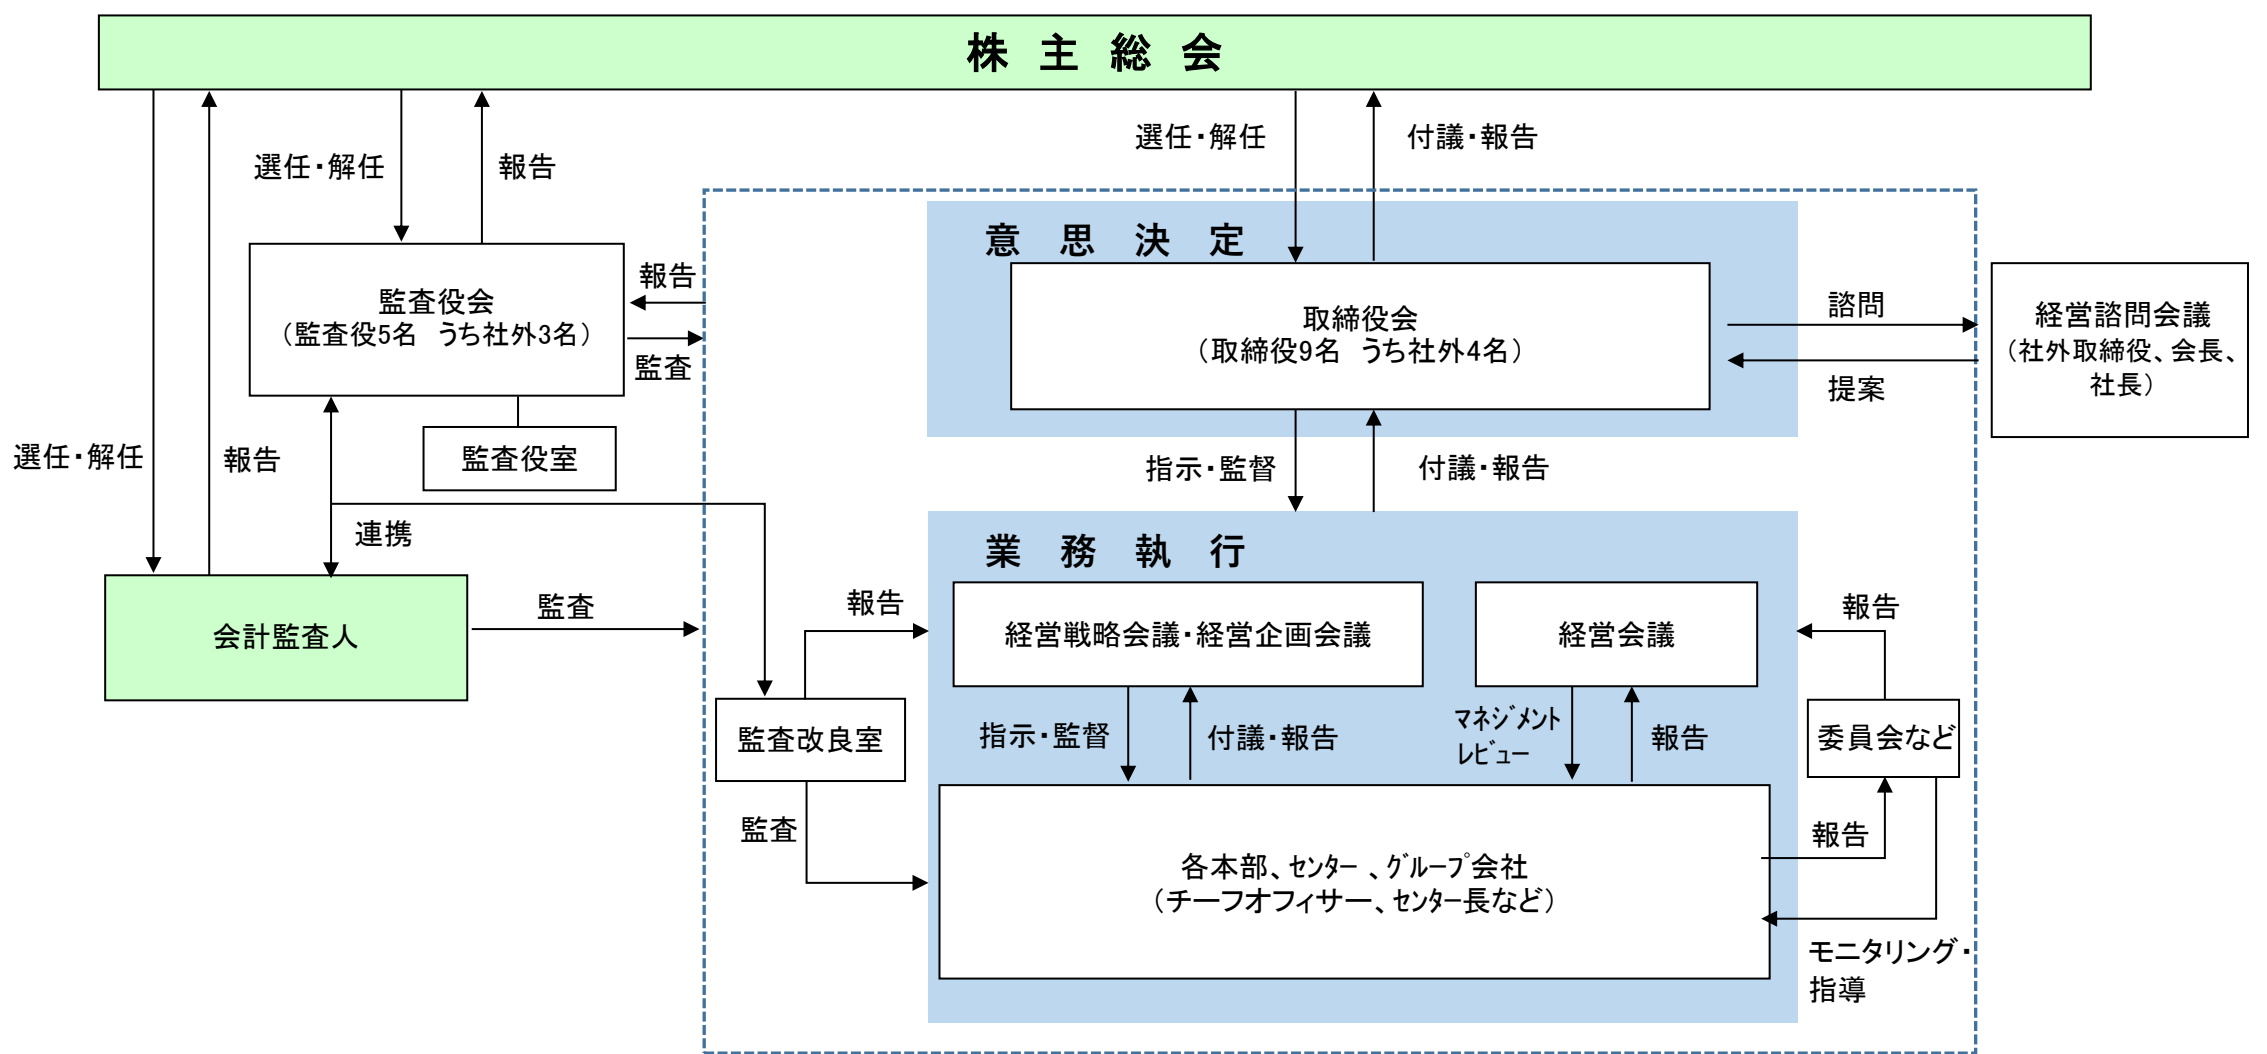 株　主　総　会
選任・解任
付議・報告
選任・解任
報告
意　思　決　定
報告
監査役会
（監査役5名　うち社外3名）
監査
取締役会
（取締役9名　うち社外4名）
諮問
提案
経営諮問会議
（社外取締役、会長、
社長）
選任・解任
報告
監査役室
指示・監督
付議・報告
連携
業　務　執　行
会計監査人
監査
報告
経営戦略会議・経営企画会議
経営会議
報告
監査改良室
指示・監督
付議・報告
ﾏﾈｼﾞﾒﾝﾄ
ﾚﾋﾞｭｰ
報告
委員会など
監査
各本部、ｾﾝﾀｰ 、ｸﾞﾙｰﾌﾟ会社
（チーフオフィサー、ｾﾝﾀｰ長など）
報告
モニタリング・
指導